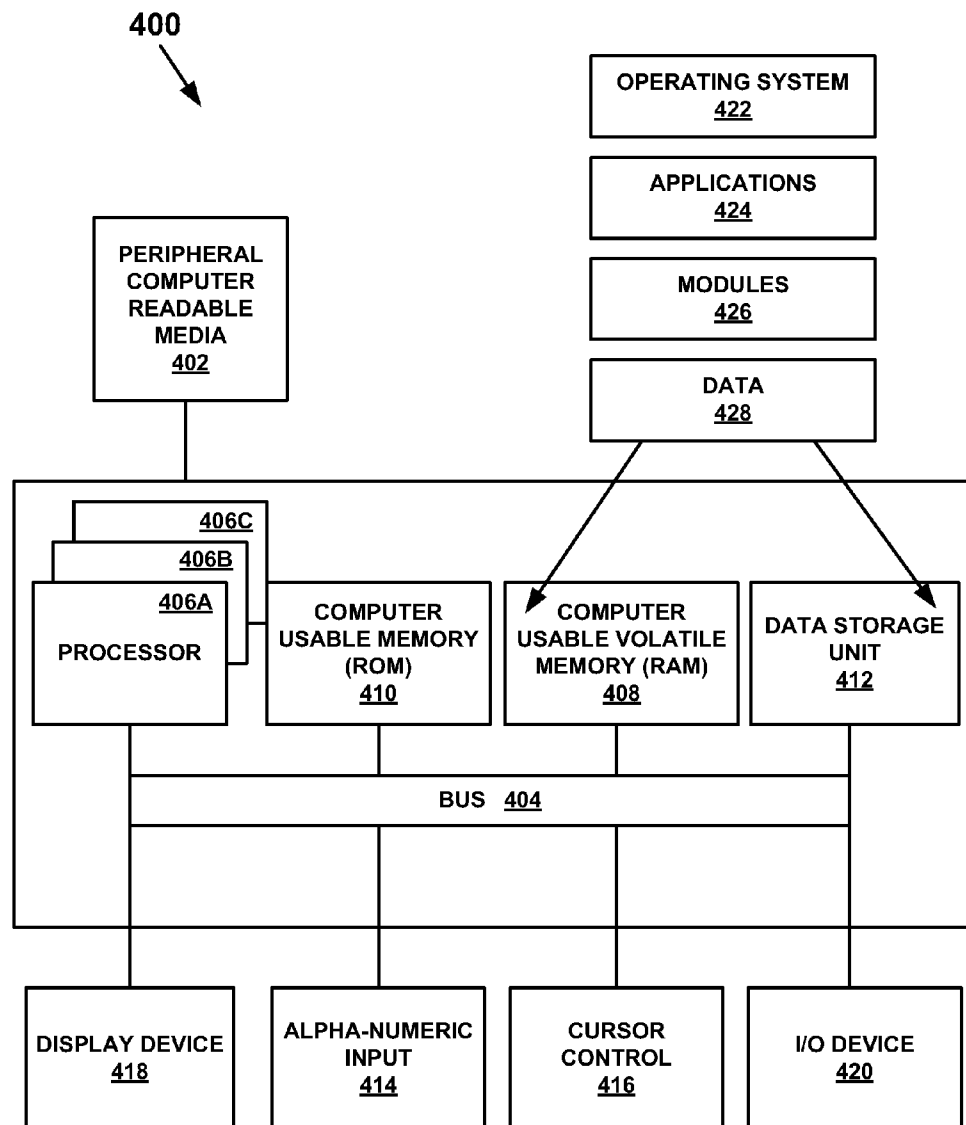 400
OPERATING SYSTEM
422
APPLICATIONS
424
MODULES
426
DATA
428
PERIPHERAL
COMPUTER
READABLE
MEDIA
402
406C
406B
406A
PROCESSOR
COMPUTER
USABLE MEMORY
(ROM)
410
COMPUTER
USABLE VOLATILE
MEMORY (RAM)
408
DATA STORAGE
UNIT
412
BUS 404
DISPLAY DEVICE
418
ALPHA-NUMERIC
INPUT
414
CURSOR
CONTROL
416
I/O DEVICE
420